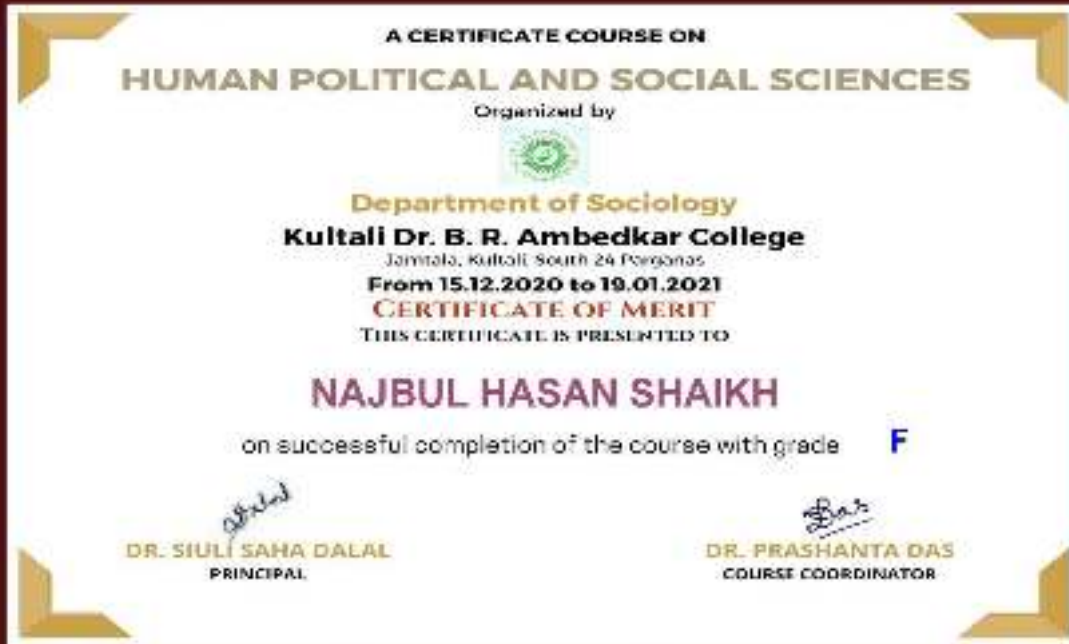 A CERTIFICATE COURSE ON
HUMAN POLITICAL AND SOCIAL SCIENCES
Organized by
Department of Sociology
Kultali Dr. B. R. Ambedkar College
Jamtala, Kultali, South 24 Parganas
From 15.12.2020 to 19.01.2021
CERTIFICATE OF MERIT
THIS CERTIFICATE IS PRESENTED TO
NAJBUL HASAN SHAIKH
on successful completion of the course with grade F
DR. SIULI SAHA DALAL
PRINCIPAL
Das
DR. PRASHANTA DAS
COURSE COORDINATOR